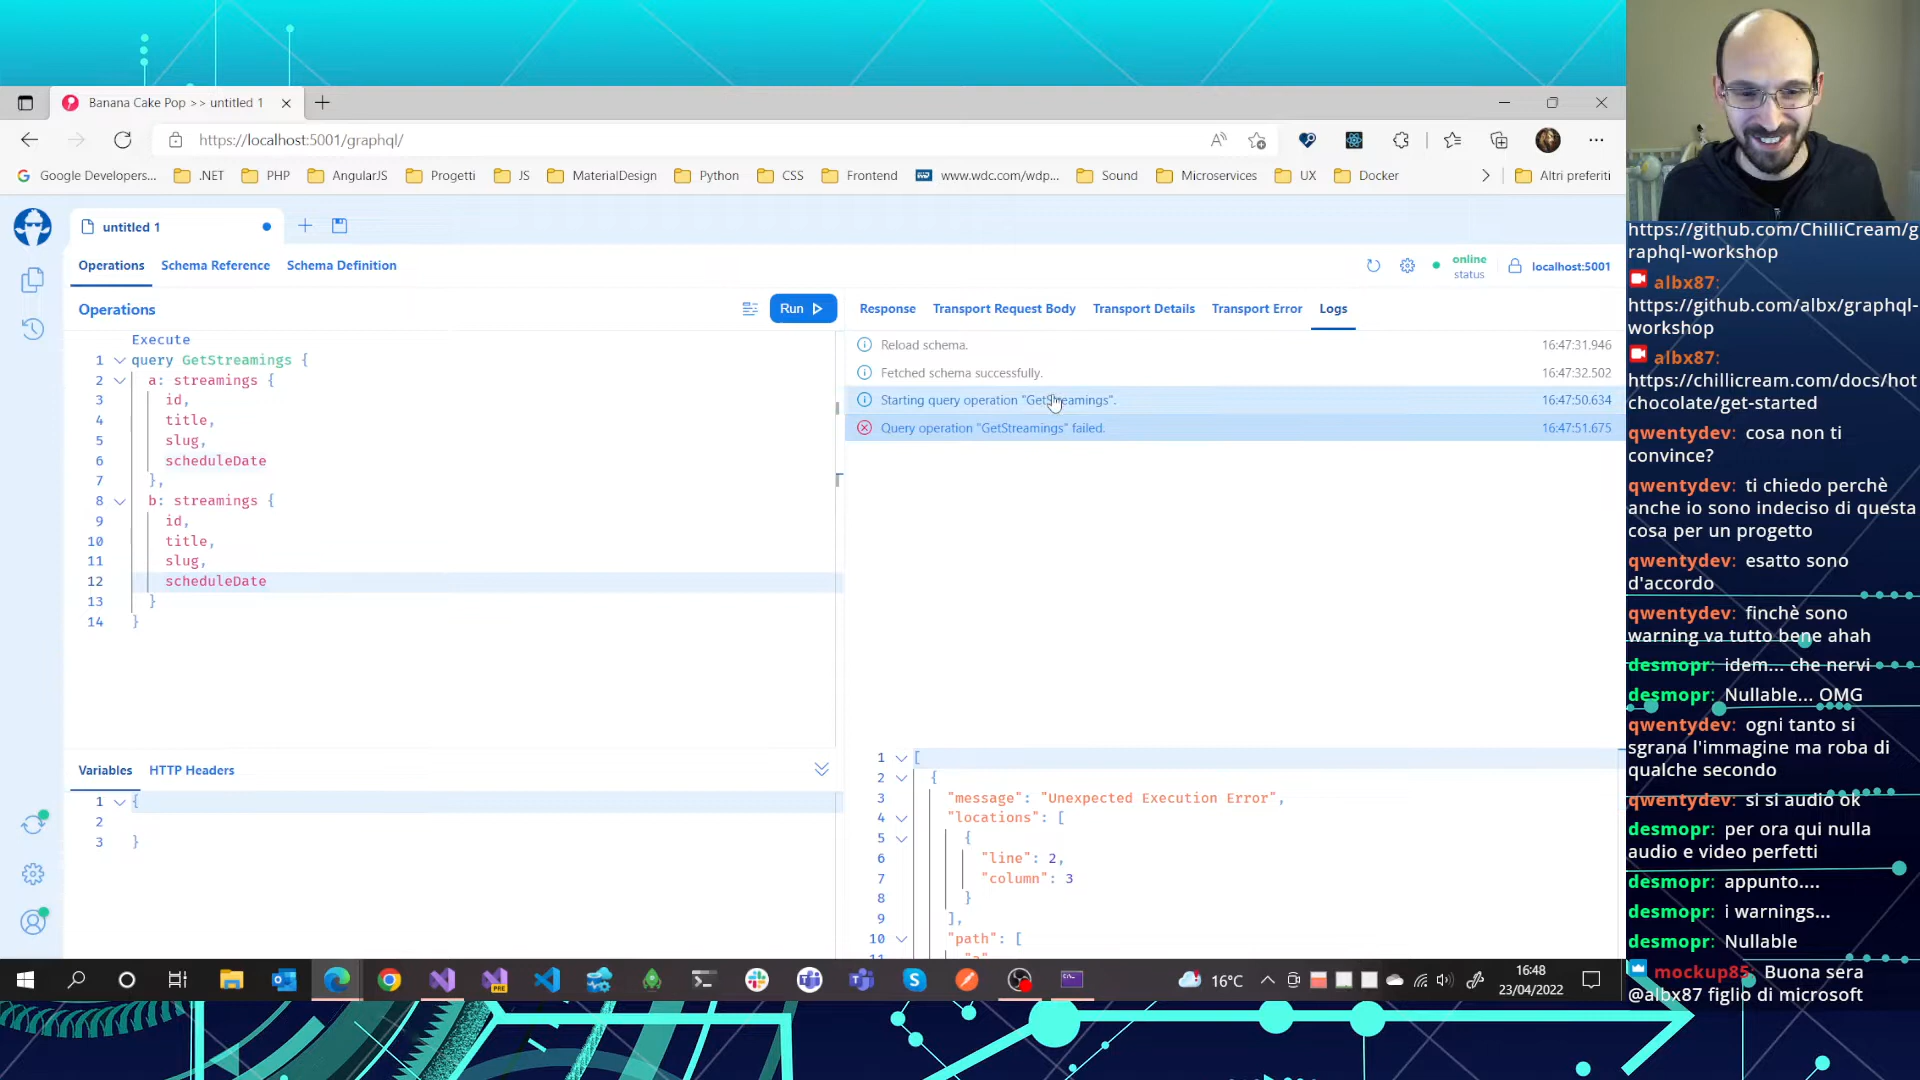 Banana Cake Pop >> untitled 1
https://localhost:5001/graphql/
Google Developers...
.NET
PHP
AngularJS
Progetti
JS
MaterialDesign
Python
CSS
Frontend
www.wdc.com/wdp...
Sound
Microservices
UX
Docker
Altri preferiti
untitled 1
Operations
Schema Reference
Schema Definition
online
status
localhost:5001
Operations
Run
Execute
1 query GetStreamings {
2 a: streamings {
3 id,
4 title,
5 slug,
6 scheduleDate
7 },
8 b: streamings {
9 id,
10 title,
11 slug,
12 scheduleDate
13 }
14 }
Variables
HTTP Headers
1 {
2
3 }
Response
Transport Request Body
Transport Details
Transport Error
Logs
Reload schema. 16:47:31.946
Fetched schema successfully. 16:47:32.502
Starting query operation "GetStreamings". 16:47:50.634
Query operation "GetStreamings" failed. 16:47:51.675
1 [
2 {
3 "message": "Unexpected Execution Error",
4 "locations": [
5 {
6 "line": 2,
7 "column": 3
8 }
9 ],
10 "path": [
11 "a"
16°C
16:48
23/04/2022
PRE
https://github.com/ChilliCream/g
raphql-workshop
albx87:
https://github.com/albx/graphql-
workshop
albx87:
https://chillicream.com/docs/hot
chocolate/get-started
qwentydev: cosa non ti
convince?
qwentydev: ti chiedo perchè
anche io sono indeciso di questa
cosa per un progetto
qwentydev: esatto sono
d'accordo
qwentydev: finchè sono
warning va tutto bene ahah
desmopr: idem... che nervi
desmopr: Nullable... OMG
qwentydev: ogni tanto si
sgrana l'immagine ma roba di
qualche secondo
qwentydev: si si audio ok
desmopr: per ora qui nulla
audio e video perfetti
desmopr: appunto....
desmopr: i warnings...
desmopr: Nullable
mockup85: Buona sera
@albx87 figlio di microsoft